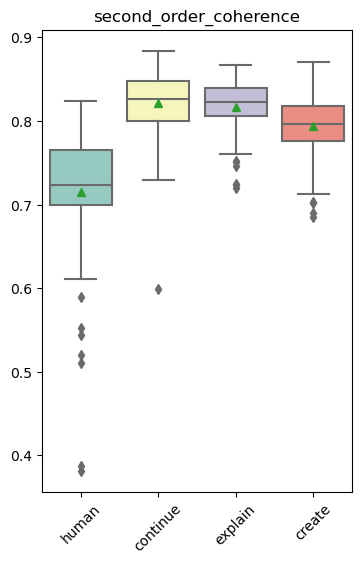 second_order_coherence
0.9
0.8
0.7
0.6
0.5
0.4
human
continue
explain
create